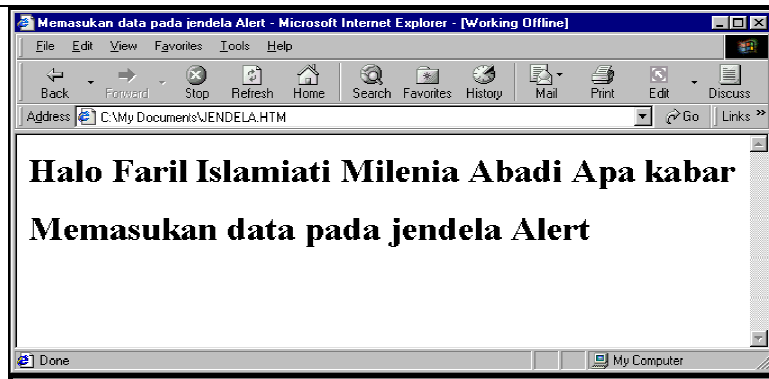 Memasukan data pada jendela Alert - Microsoft Internet Explorer - [Working Offline]
File Edit View Favorites Tools Help
Back Forward Stop Refresh Home Search Favorites History Mail Print Edit Discuss
Address C:\My Documents\JENDELA.HTM Go Links »
Halo Faril Islamiati Milenia Abadi Apa kabar
Memasukan data pada jendela Alert
Done My Computer